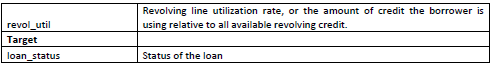 Revolving line utilization rate, or the amount of credit the borrower is
revol_util using relative to all available revolving credit.
Target
loan_status Status of the loan